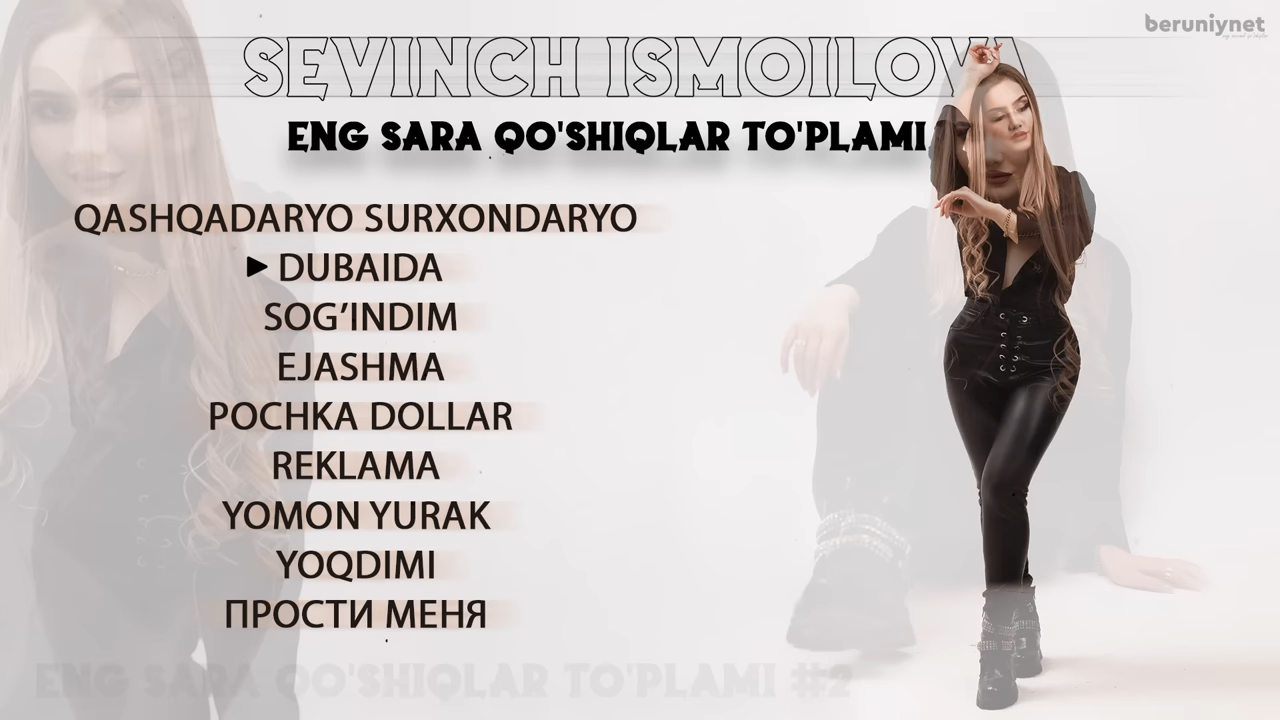 beruniynet
SEVINCH ISMOILOVA
ENG SARA QO'SHIQLAR TO'PLAMI
QASHQADARYO SURXONDARYO
DUBAIDA
SOG’INDIM
EJASHMA
POCHKA DOLLAR
REKLAMA
YOMON YURAK
YOQDIMI
ПРОСТИ МЕНЯ
ENG SARA QO'SHIQLAR TO'PLAMI #2